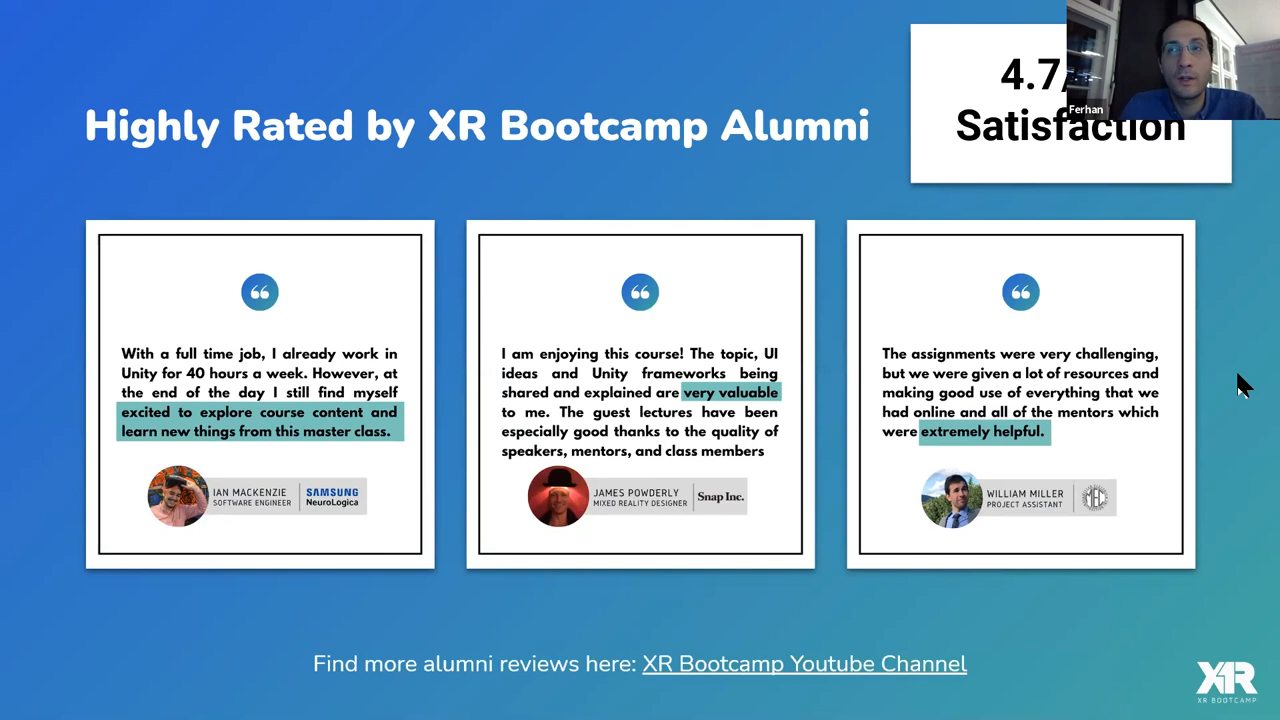 4.7/
Ferhan
Satisfaction
Highly Rated by XR Bootcamp Alumni
With a full time job, I already work in
Unity for 40 hours a week. However, at
the end of the day I still find myself
excited to explore course content and
learn new things from this master class.
IAN MACKENZIE
SOFTWARE ENGINEER
SAMSUNG
NeuroLogica
I am enjoying this course! The topic, UI
ideas and Unity frameworks being
shared and explained are very valuable
to me. The guest lectures have been
especially good thanks to the quality of
speakers, mentors, and class members
JAMES POWDERLY
MIXED REALITY DESIGNER
Snap Inc.
The assignments were very challenging,
but we were given a lot of resources and
making good use of everything that we
had online and all of the mentors which
were extremely helpful.
WILLIAM MILLER
PROJECT ASSISTANT
Find more alumni reviews here: XR Bootcamp Youtube Channel
XR
XR BOOTCAMP